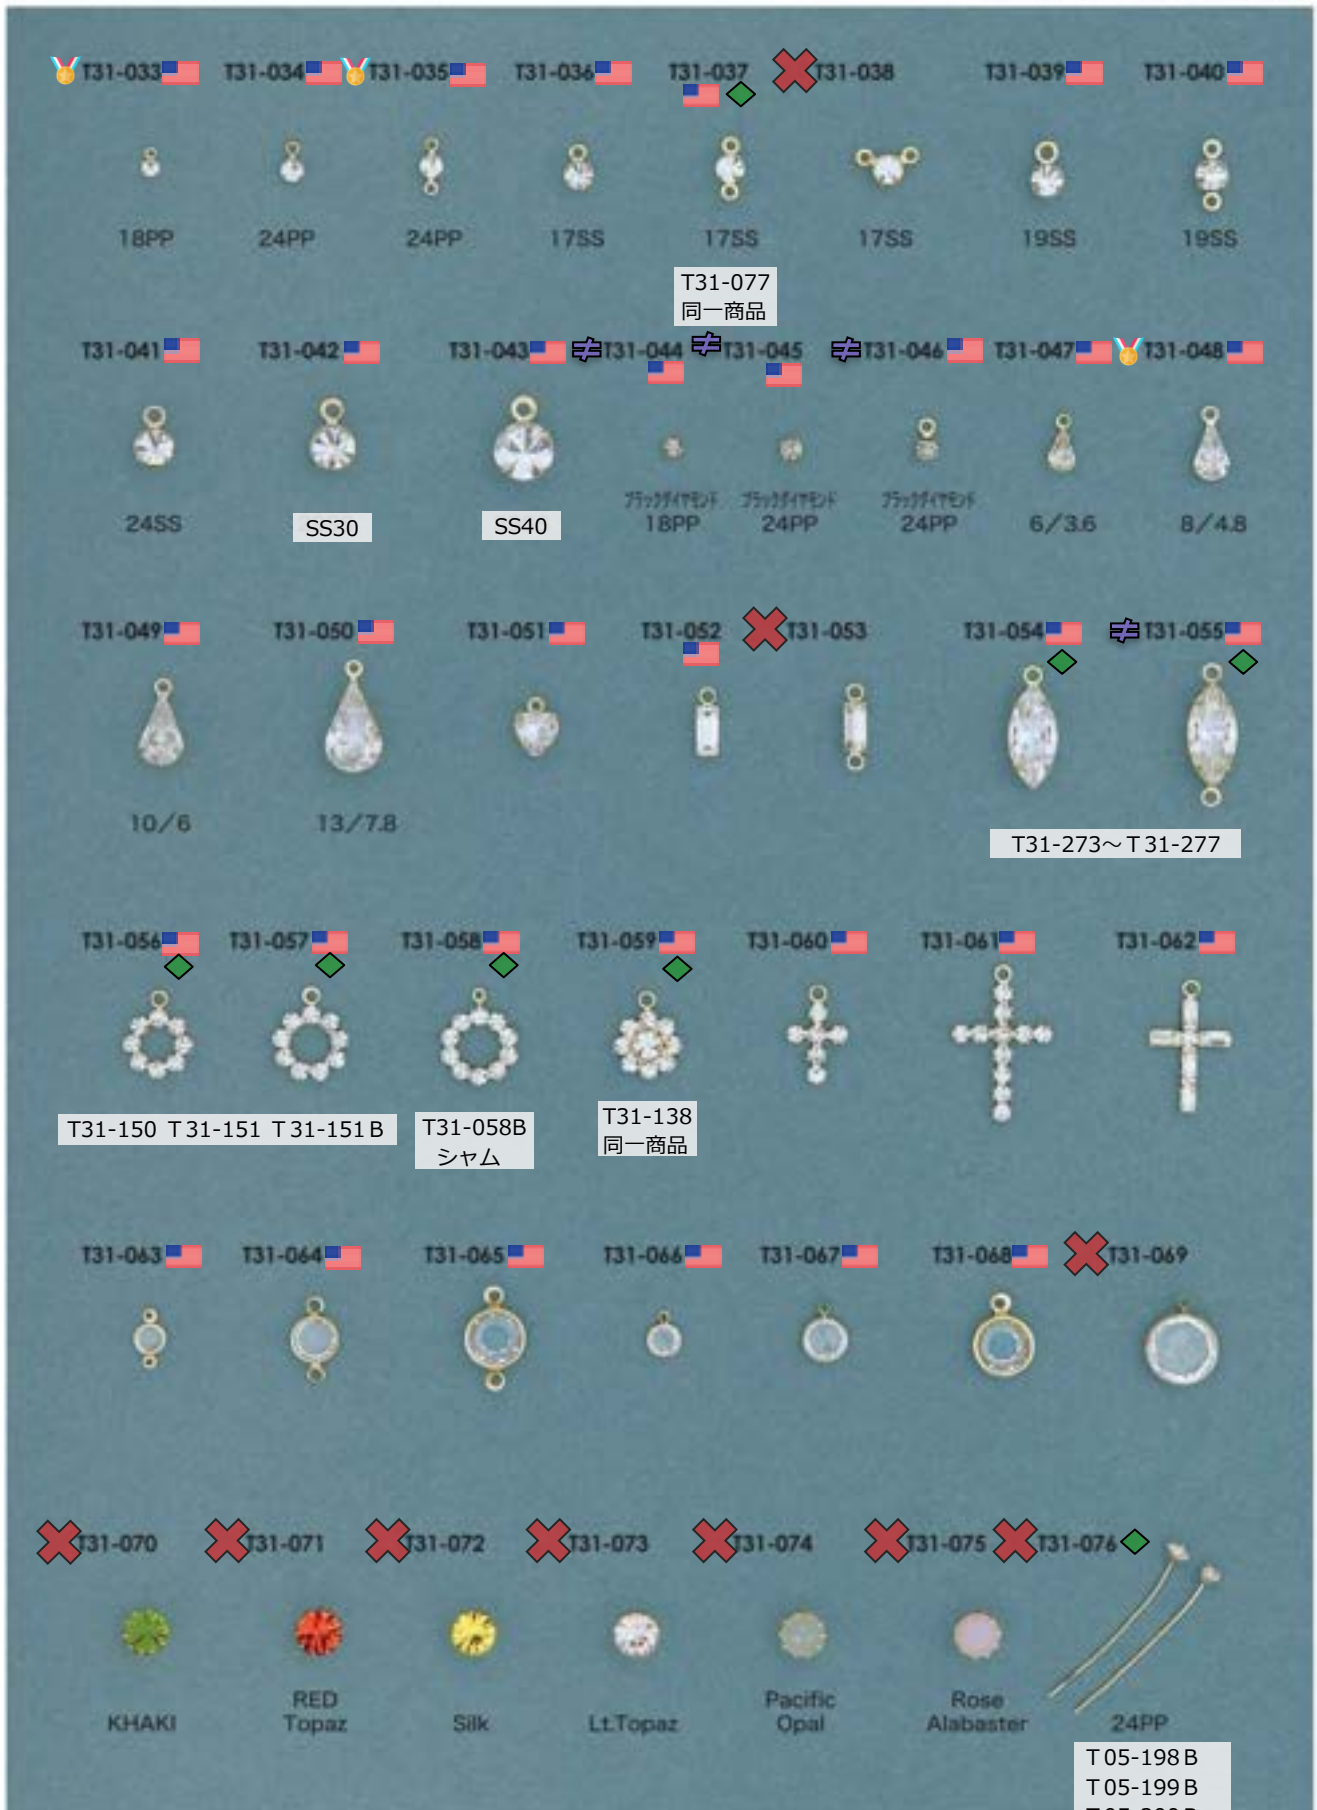 T31-033 T31-034 T31-035 T31-036 T31-037 T31-038 T31-039 T31-040
18PP 24PP 24PP 17SS 17SS 17SS 19SS 19SS
T31-077
同一商品
T31-041 T31-042 T31-043 ≠ T31-044 ≠ T31-045 ≠ T31-046 T31-047 T31-048
ブラックダイヤモンド ブラックダイヤモンド ブラックダイヤモンド
24SS SS30 SS40 18PP 24PP 24PP 6/3.6 8/4.8
T31-049 T31-050 T31-051 T31-052 T31-053 T31-054 ≠ T31-055
10/6 13/7.8
T31-273～T31-277
T31-056 T31-057 T31-058 T31-059 T31-060 T31-061 T31-062
T31-150 T31-151 T31-151B
T31-058B
シャム
T31-138
同一商品
T31-063 T31-064 T31-065 T31-066 T31-067 T31-068 T31-069
T31-070 T31-071 T31-072 T31-073 T31-074 T31-075 T31-076
KHAKI
RED
Topaz
Silk
Lt.Topaz
Pacific
Opal
Rose
Alabaster
24PP
T05-198B
T05-199B